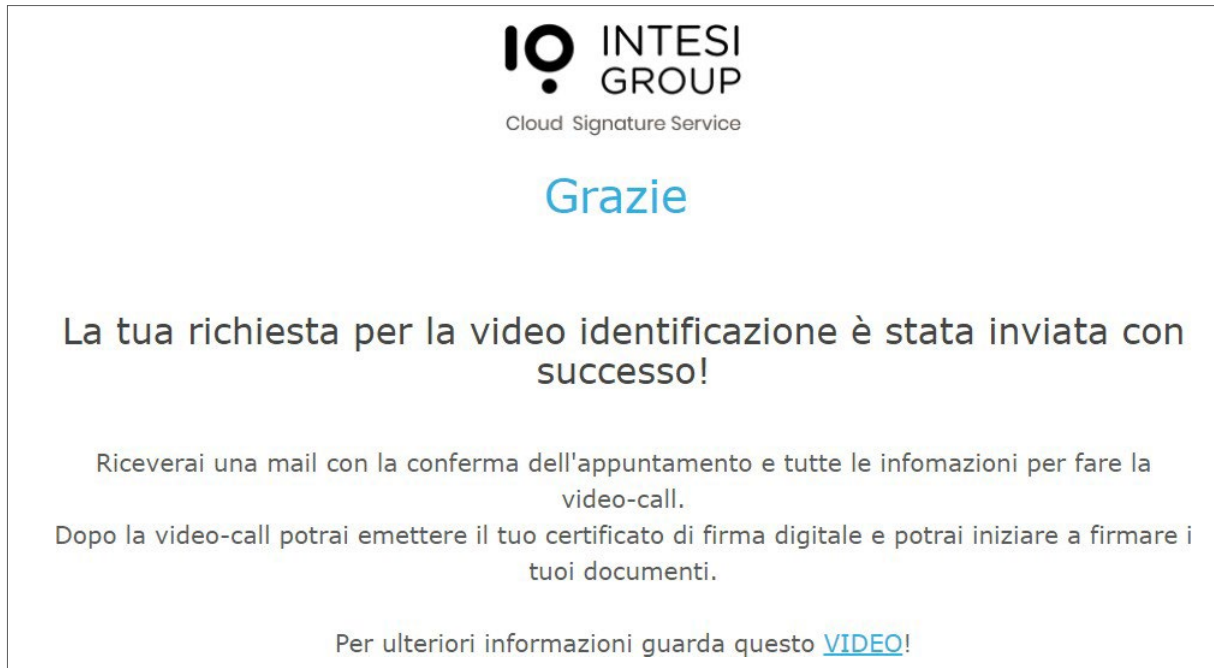 INTESI
GROUP
Cloud Signature Service
Grazie
La tua richiesta per la video identificazione è stata inviata con
successo!
Riceverai una mail con la conferma dell'appuntamento e tutte le infomazioni per fare la
video-call.
Dopo la video-call potrai emettere il tuo certificato di firma digitale e potrai iniziare a firmare i
tuoi documenti.
Per ulteriori informazioni guarda questo VIDEO!